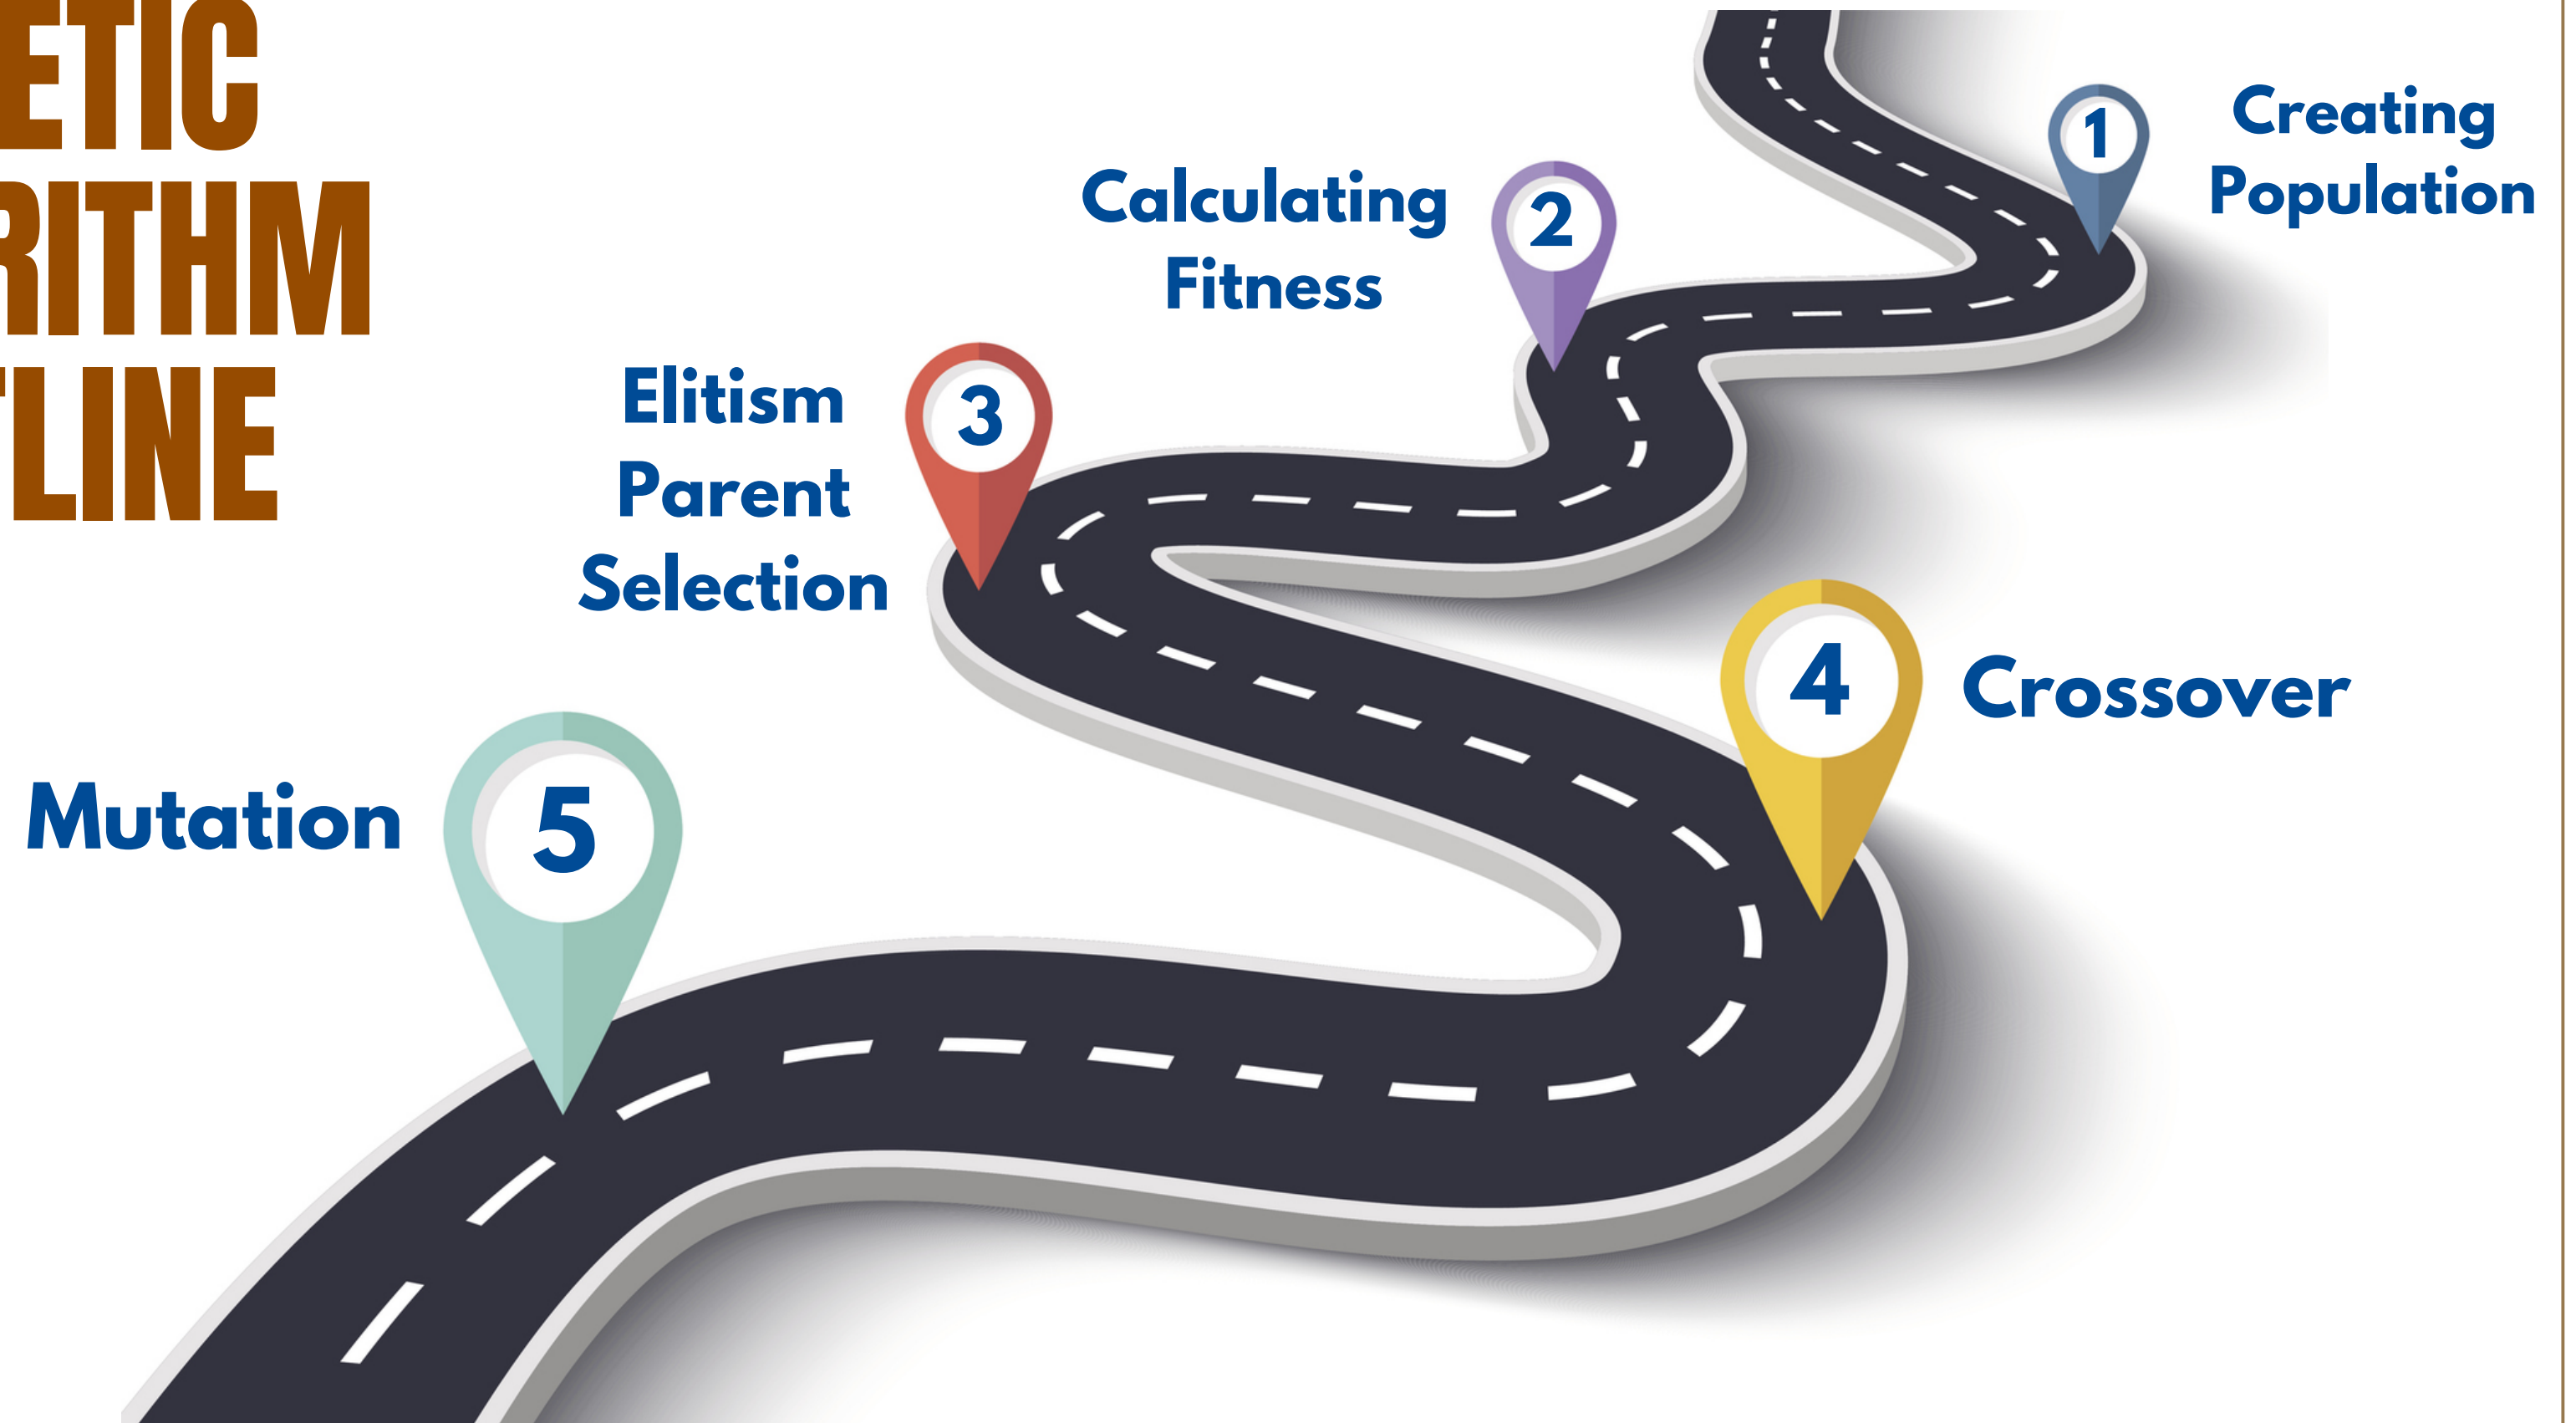 ETIC
RITHM
LINE
1
Creating
Population
2
Calculating
Fitness
3
Elitism
Parent
Selection
4
Crossover
5
Mutation